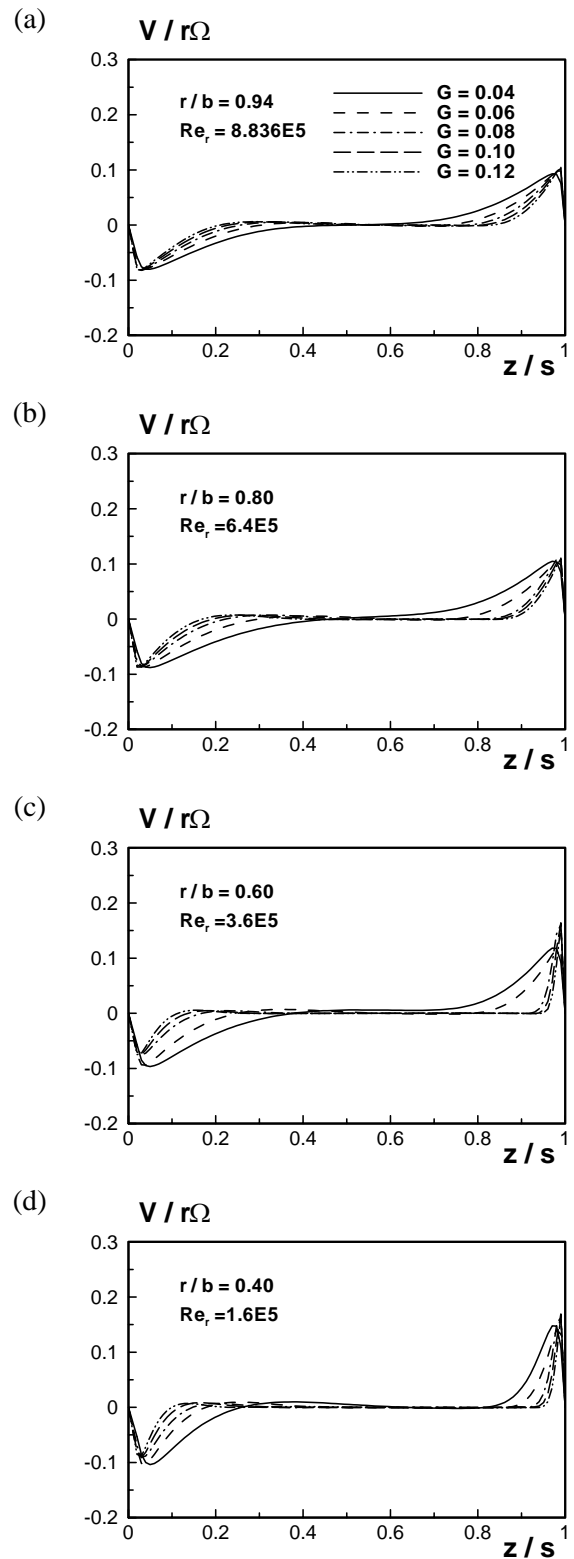 (a)
V / rΩ
0.3
r / b = 0.94
Re_r = 8.836E5
G = 0.04
G = 0.06
G = 0.08
G = 0.10
G = 0.12
0.2
0.1
0
-0.1
-0.2
0 0.2 0.4 0.6 0.8 1
z / s
(b)
V / rΩ
0.3
r / b = 0.80
Re_r =6.4E5
0.2
0.1
0
-0.1
-0.2
0 0.2 0.4 0.6 0.8 1
z / s
(c)
V / rΩ
0.3
r / b = 0.60
Re_r =3.6E5
0.2
0.1
0
-0.1
-0.2
0 0.2 0.4 0.6 0.8 1
z / s
(d)
V / rΩ
0.3
r / b = 0.40
Re_r =1.6E5
0.2
0.1
0
-0.1
-0.2
0 0.2 0.4 0.6 0.8 1
z / s